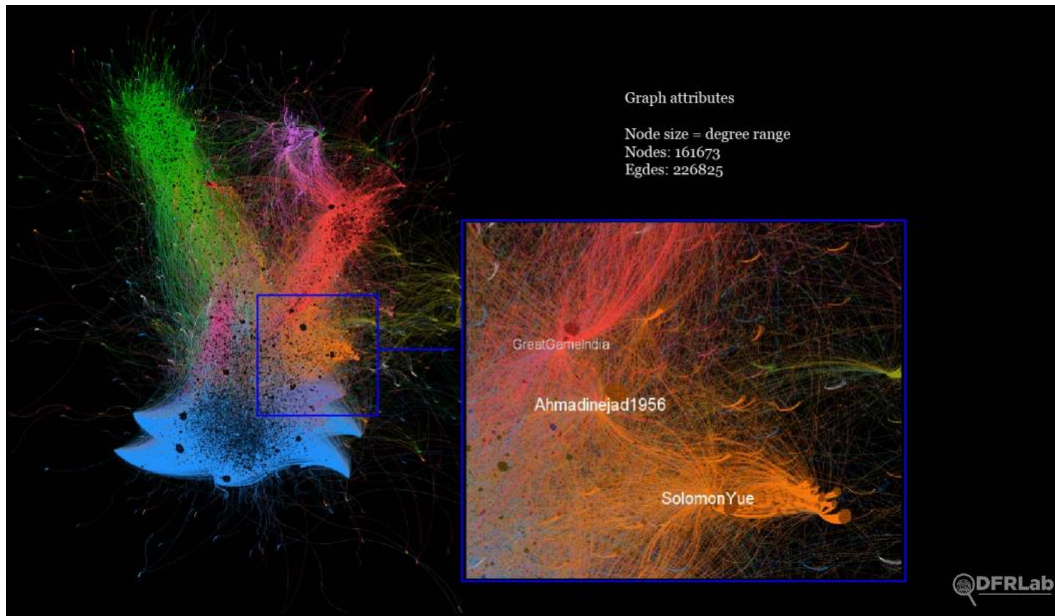 Graph attributes
Node size = degree range
Nodes: 161673
Egdes: 226825
GreatGameIndia
Ahmadinejad1956
SolomonYue
DFRLab